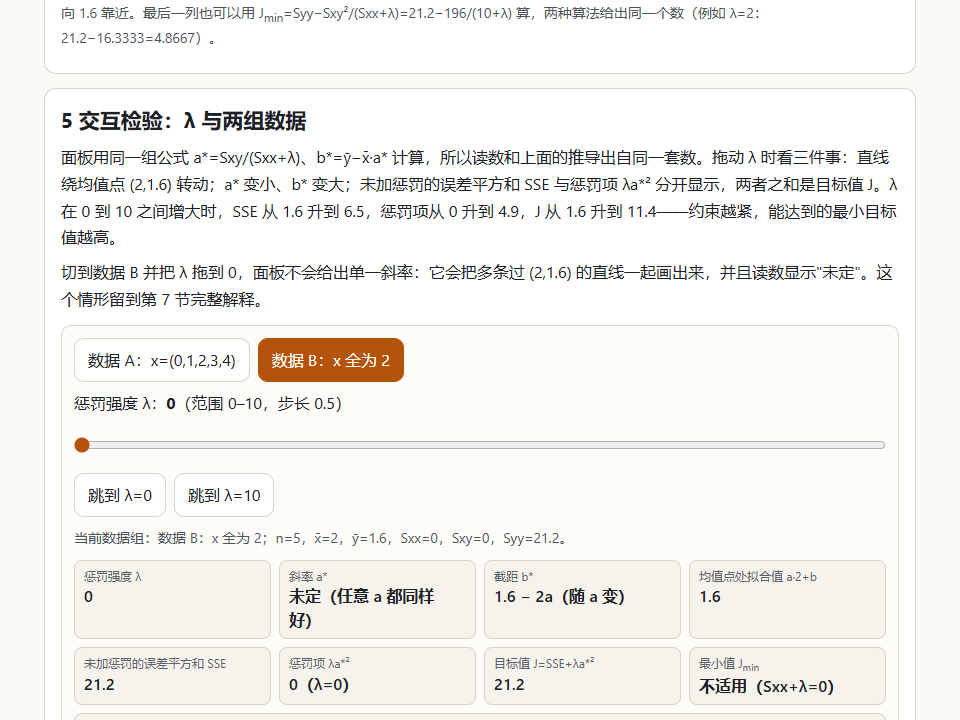 向 1.6 靠近。最后一列也可以用 Jmin=Syy−Sxy²/(Sxx+λ)=21.2−196/(10+λ) 算，两种算法给出同一个数（例如 λ=2：
21.2−16.3333=4.8667）。
5 交互检验：λ 与两组数据
面板用同一组公式 a*=Sxy/(Sxx+λ)、b*=ȳ−x̄·a* 计算，所以读数和上面的推导出自同一套数。拖动 λ 时看三件事：直线
绕均值点 (2,1.6) 转动；a* 变小、b* 变大；未加惩罚的误差平方和 SSE 与惩罚项 λa*² 分开显示，两者之和是目标值 J。λ
在 0 到 10 之间增大时，SSE 从 1.6 升到 6.5，惩罚项从 0 升到 4.9，J 从 1.6 升到 11.4——约束越紧，能达到的最小目标
值越高。
切到数据 B 并把 λ 拖到 0，面板不会给出单一斜率：它会把多条过 (2,1.6) 的直线一起画出来，并且读数显示"未定"。这
个情形留到第 7 节完整解释。
数据 A：x=(0,1,2,3,4)
数据 B：x 全为 2
惩罚强度 λ：0（范围 0–10，步长 0.5）
跳到 λ=0
跳到 λ=10
当前数据组：数据 B：x 全为 2；n=5，x̄=2，ȳ=1.6，Sxx=0，Sxy=0，Syy=21.2。
惩罚强度 λ
0
斜率 a*
未定（任意 a 都同样
好）
截距 b*
1.6 − 2a（随 a 变）
均值点处拟合值 a·2+b
1.6
未加惩罚的误差平方和 SSE
21.2
惩罚项 λa*²
0（λ=0）
目标值 J=SSE+λa*²
21.2
最小值 Jmin
不适用（Sxx+λ=0）